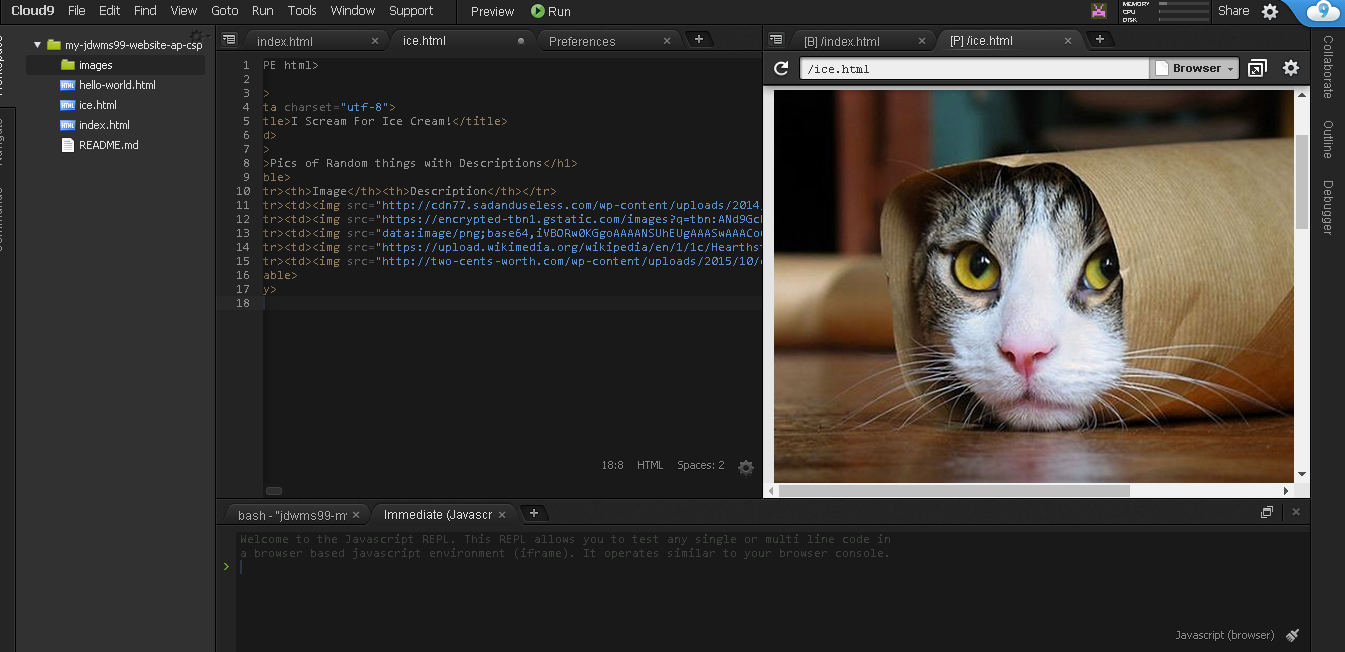 Cloud9 File Edit Find View Goto Run Tools Window Support Preview Run MEMORY CPU DISK Share
my-jdwms99-website-ap-csp
images
hello-world.html
ice.html
index.html
README.md
index.html ice.html Preferences
1 PE html>
2
3 >
4 ta charset="utf-8">
5 tle>I Scream For Ice Cream!</title>
6 d>
7 >
8 >Pics of Random things with Descriptions</h1>
9 ble>
10 tr><th>Image</th><th>Description</th></tr>
11 tr><td><img src="http://cdn77.sadanduseless.com/wp-content/uploads/2014
12 tr><td><img src="https://encrypted-tbn1.gstatic.com/images?q=tbn:ANd9Gc
13 tr><td><img src="data:image/png;base64,iVBORw0KGgoAAAANSUhEUgAAASwAAACo
14 tr><td><img src="https://upload.wikimedia.org/wikipedia/en/1/1c/Hearths
15 tr><td><img src="http://two-cents-worth.com/wp-content/uploads/2015/10/
16 able>
17 y>
18
18:8 HTML Spaces: 2
[B] /index.html [P] /ice.html
/ice.html Browser
Collaborate
Outline
Debugger
bash - "jdwms99-m Immediate (Javascr
Welcome to the Javascript REPL. This REPL allows you to test any single or multi line code in
a browser based javascript environment (iframe). It operates similar to your browser console.
>
Javascript (browser)